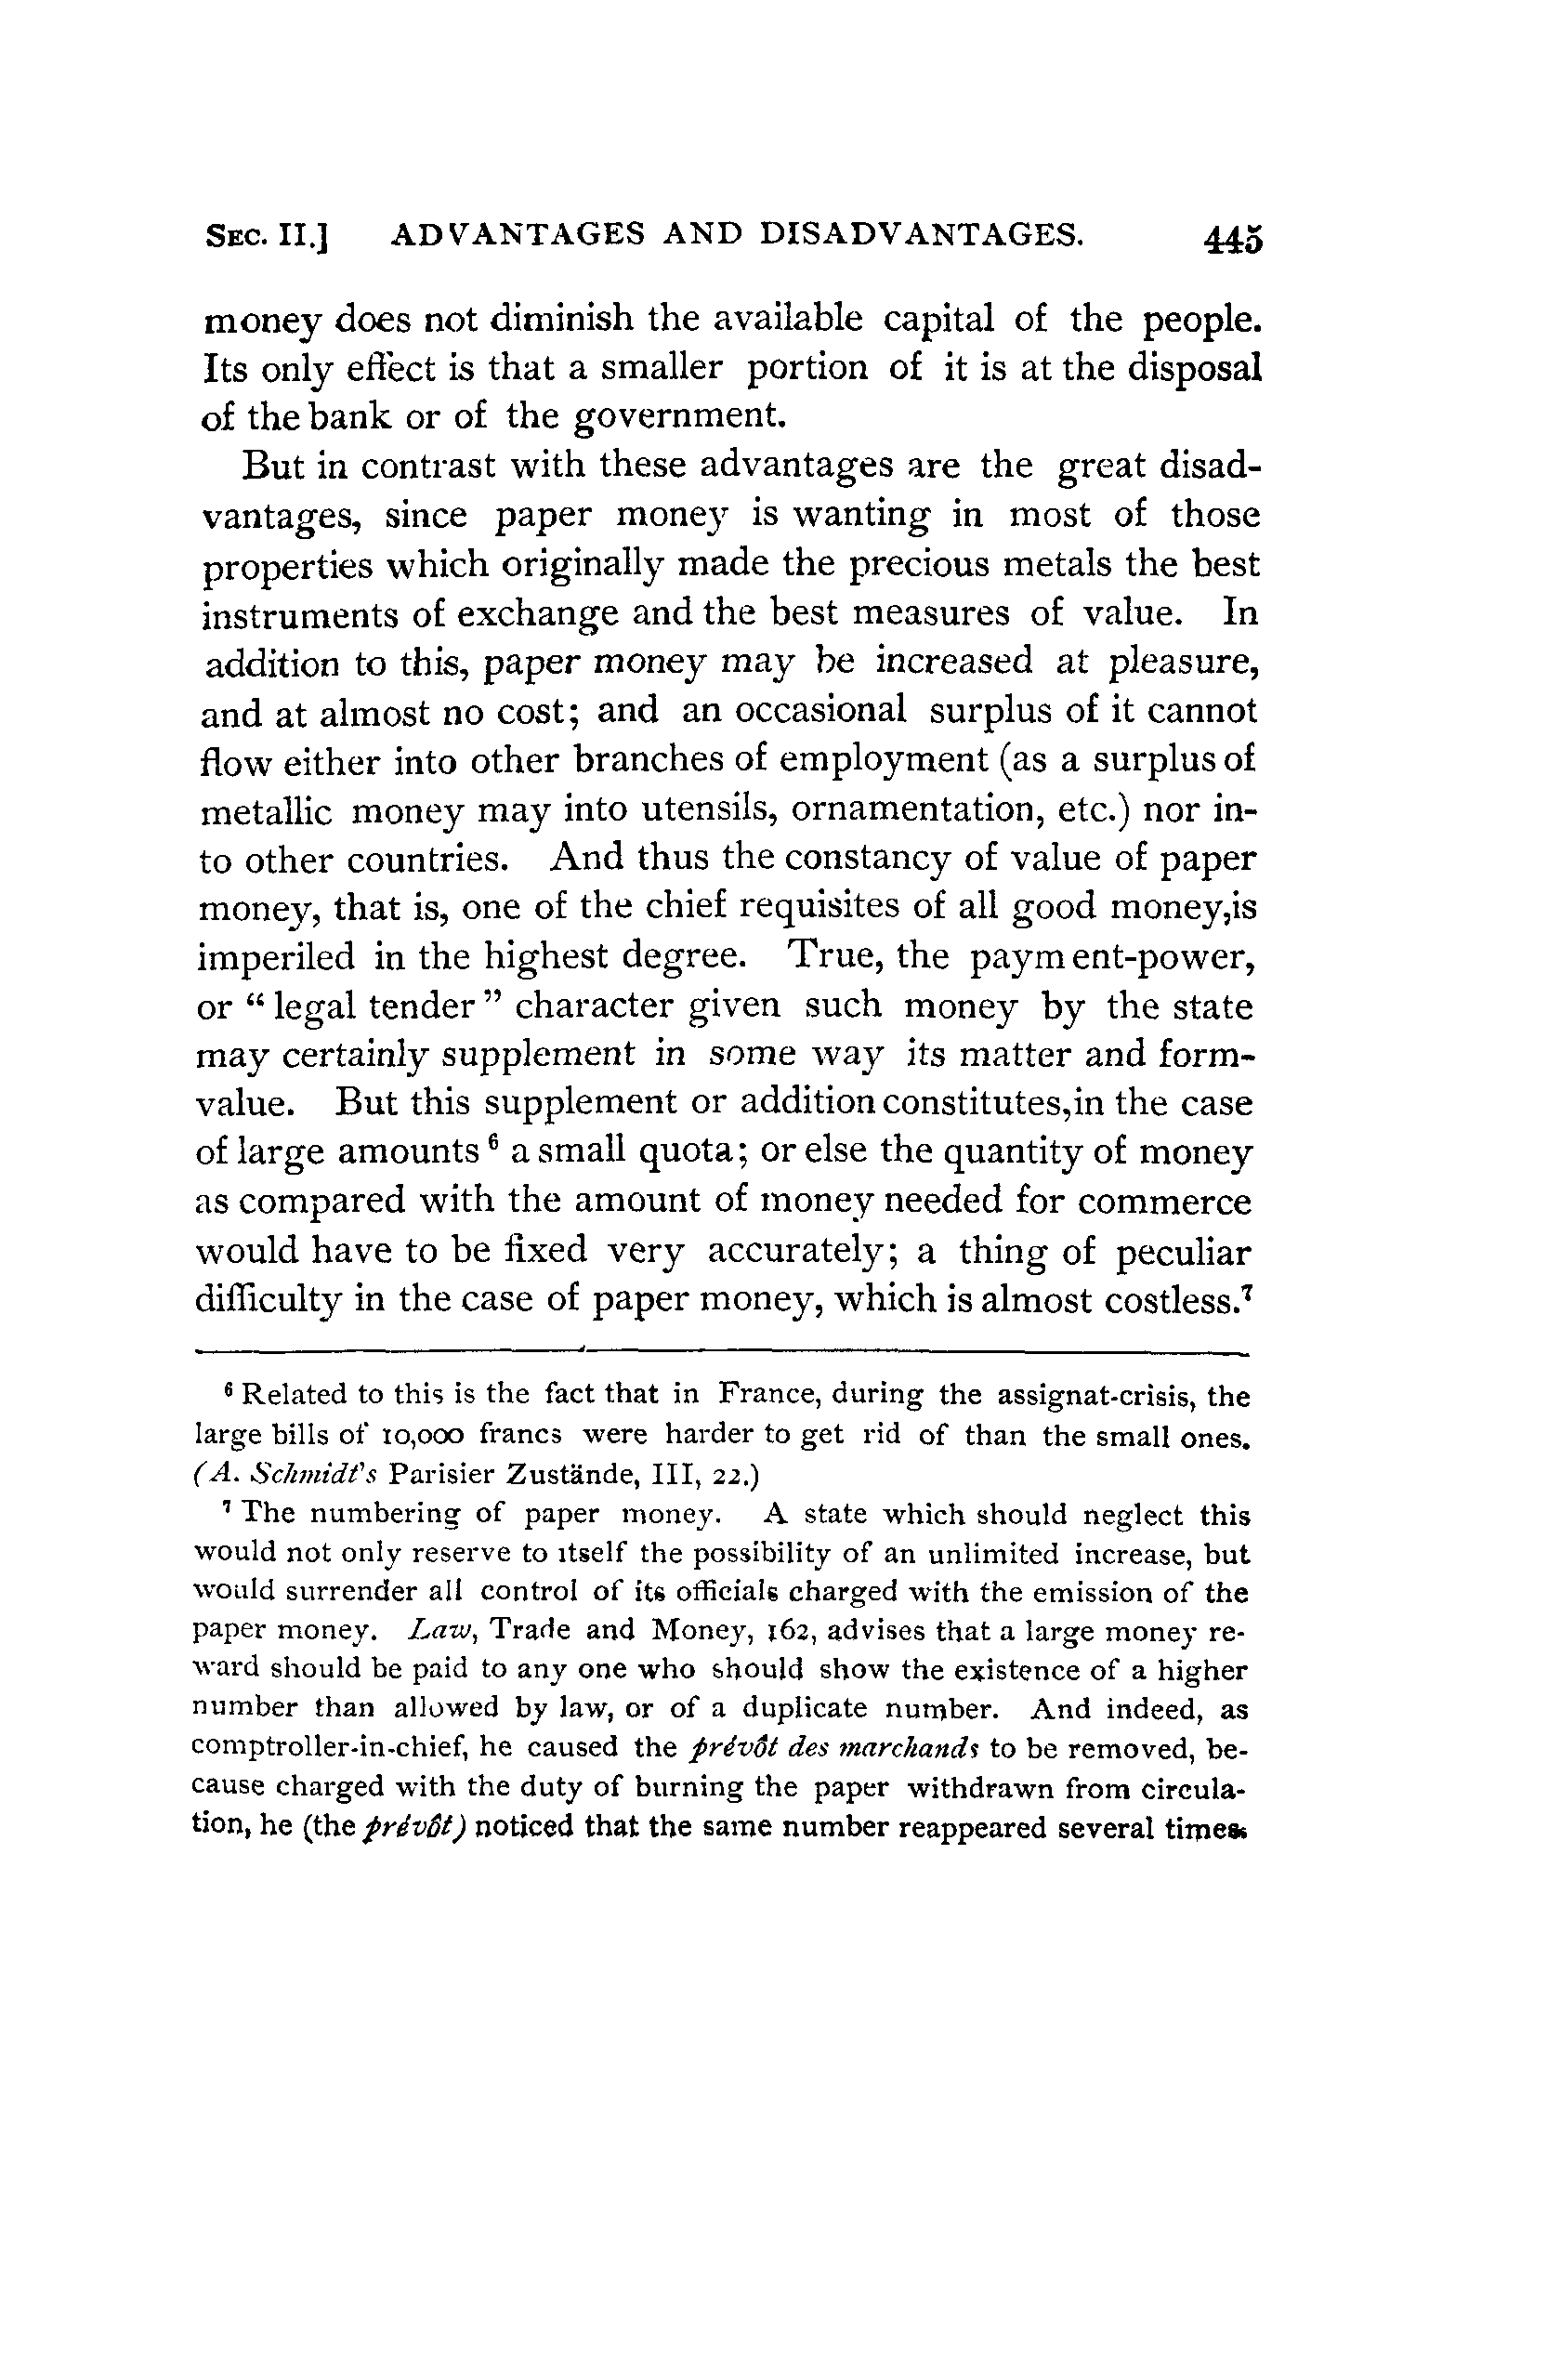 SEC. II.] ADVANTAGES AND DISADVANTAGES. 445
money does not diminish the available capital of the people.
Its only effect is that a smaller portion of it is at the disposal
of the bank or of the government.
But in contrast with these advantages are the great disad-
vantages, since paper money is wanting in most of those
properties which originally made the precious metals the best
instruments of exchange and the best measures of value. In
addition to this, paper money may be increased at pleasure,
and at almost no cost; and an occasional surplus of it cannot
flow either into other branches of employment (as a surplus of
metallic money may into utensils, ornamentation, etc.) nor in-
to other countries. And thus the constancy of value of paper
money, that is, one of the chief requisites of all good money,is
imperiled in the highest degree. True, the payment-power,
or “legal tender” character given such money by the state
may certainly supplement in some way its matter and form-
value. But this supplement or addition constitutes,in the case
of large amounts⁶ a small quota; or else the quantity of money
as compared with the amount of money needed for commerce
would have to be fixed very accurately; a thing of peculiar
difficulty in the case of paper money, which is almost costless.⁷
⁶ Related to this is the fact that in France, during the assignat-crisis, the
large bills of 10,000 francs were harder to get rid of than the small ones.
(A. Schmidt's Parisier Zustände, III, 22.)
⁷ The numbering of paper money. A state which should neglect this
would not only reserve to itself the possibility of an unlimited increase, but
would surrender all control of its officials charged with the emission of the
paper money. Law, Trade and Money, 162, advises that a large money re-
ward should be paid to any one who should show the existence of a higher
number than allowed by law, or of a duplicate number. And indeed, as
comptroller-in-chief, he caused the prévôt des marchands to be removed, be-
cause charged with the duty of burning the paper withdrawn from circula-
tion, he (the prévôt) noticed that the same number reappeared several times.